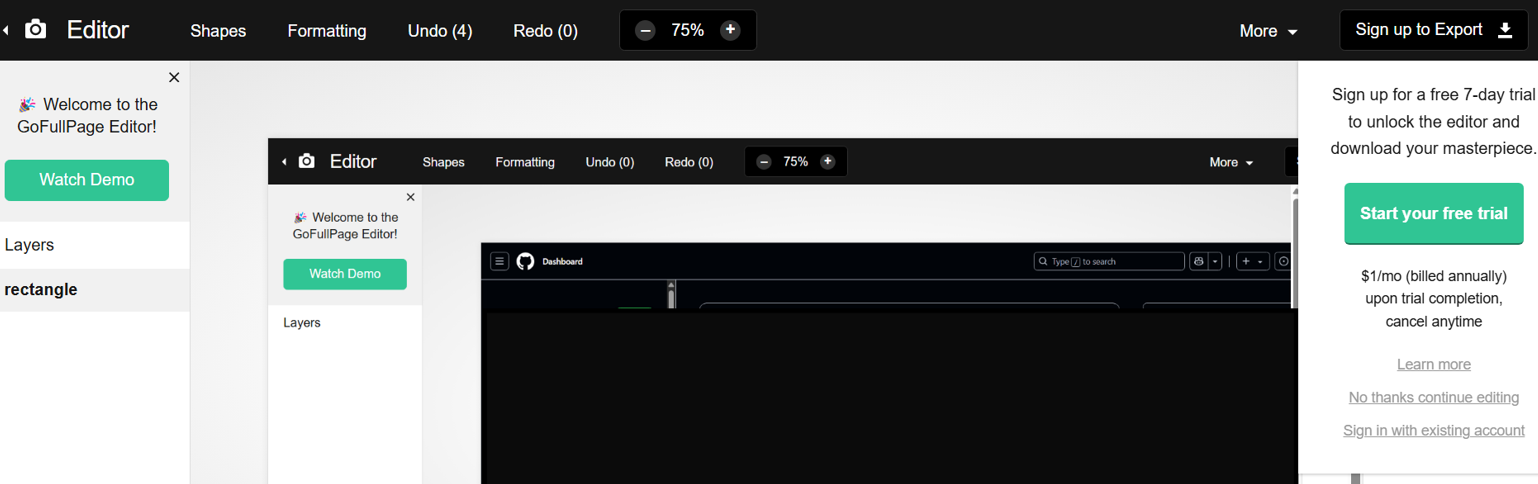 Editor Shapes Formatting Undo (4) Redo (0) 75% More Sign up to Export
Welcome to the
GoFullPage Editor!
Watch Demo
Layers
rectangle
Editor Shapes Formatting Undo (0) Redo (0) 75% More
Welcome to the
GoFullPage Editor!
Watch Demo
Layers
Dashboard Type / to search
Sign up for a free 7-day trial
to unlock the editor and
download your masterpiece.
Start your free trial
$1/mo (billed annually)
upon trial completion,
cancel anytime
Learn more
No thanks continue editing
Sign in with existing account